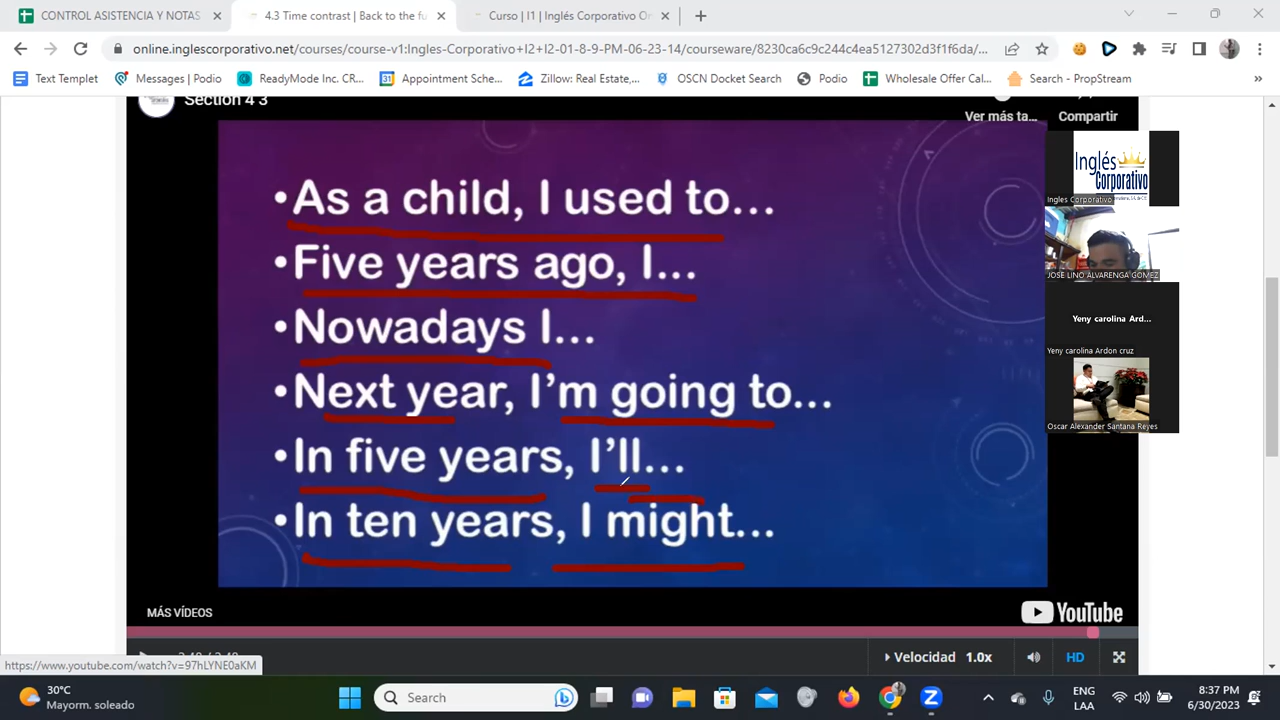 CONTROL ASISTENCIA Y NOTAS
4.3 Time contrast | Back to the fu
Curso | I1 | Inglés Corporativo On
online.inglescorporativo.net/courses/course-v1:Ingles-Corporativo+I2+I2-01-8-9-PM-06-23-14/courseware/8230ca6c9c244c4ea5127302d3f1f6da/...
Text Templet
Messages | Podio
ReadyMode Inc. CR...
Appointment Sche...
Zillow: Real Estate,...
OSCN Docket Search
Podio
Wholesale Offer Cal...
Search - PropStream
»
Section 4 3
Ver más ta...
Compartir
•As a child, I used to...
•Five years ago, I...
•Nowadays I...
•Next year, I'm going to...
•In five years, I'll...
•In ten years, I might...
Inglés
Corporativo
Ingles Corporativo
JOSE LINO ALVARENGA GOMEZ
Yeny carolina Ard...
Yeny carolina Ardon cruz
Oscar Alexander Santana Reyes
MÁS VÍDEOS
YouTube
Velocidad 1.0x
HD
https://www.youtube.com/watch?v=97hLYNE0aKM
30°C
Mayorm. soleado
Search
ENG
LAA
8:37 PM
6/30/2023